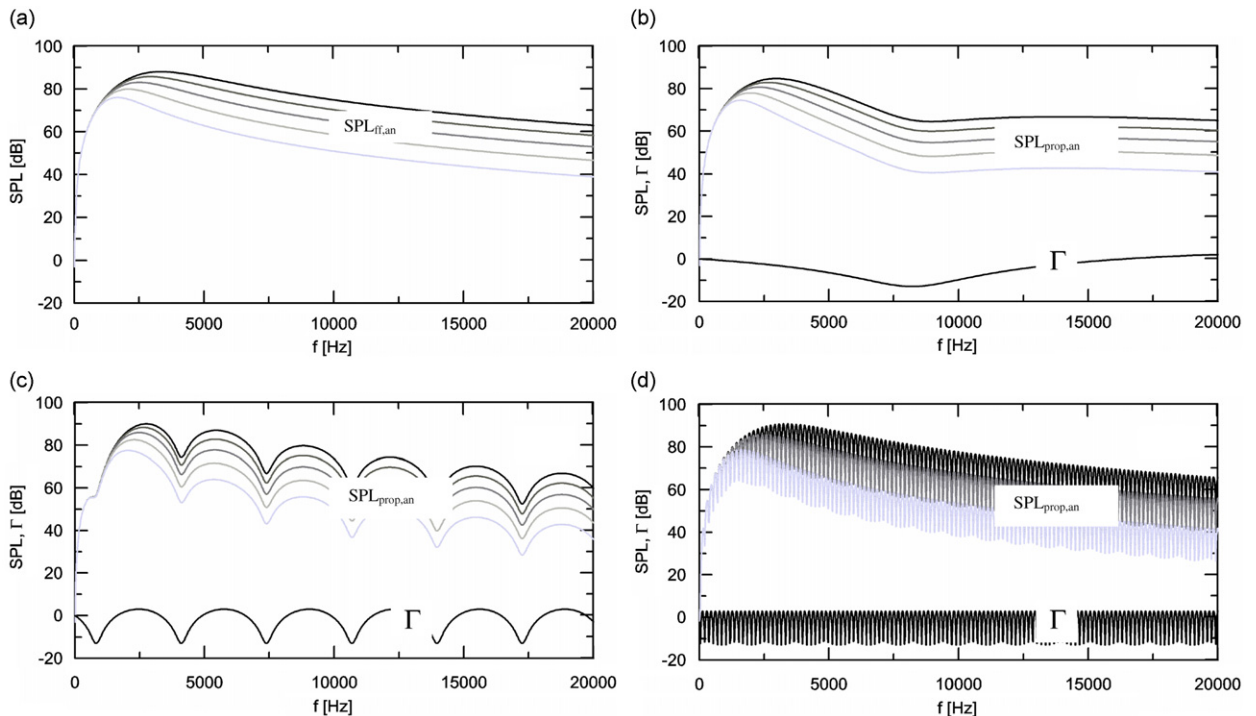 (a)
100
80
60
40
20
0
-20
SPL [dB]
SPLff,an
0
5000
10000
15000
20000
f [Hz]
(b)
100
80
60
40
20
0
-20
SPL, Γ [dB]
SPLprop,an
Γ
0
5000
10000
15000
20000
f [Hz]
(c)
100
80
60
40
20
0
-20
SPL, Γ [dB]
SPLprop,an
Γ
0
5000
10000
15000
20000
f [Hz]
(d)
100
80
60
40
20
0
-20
SPL, Γ [dB]
SPLprop,an
Γ
0
5000
10000
15000
20000
f [Hz]